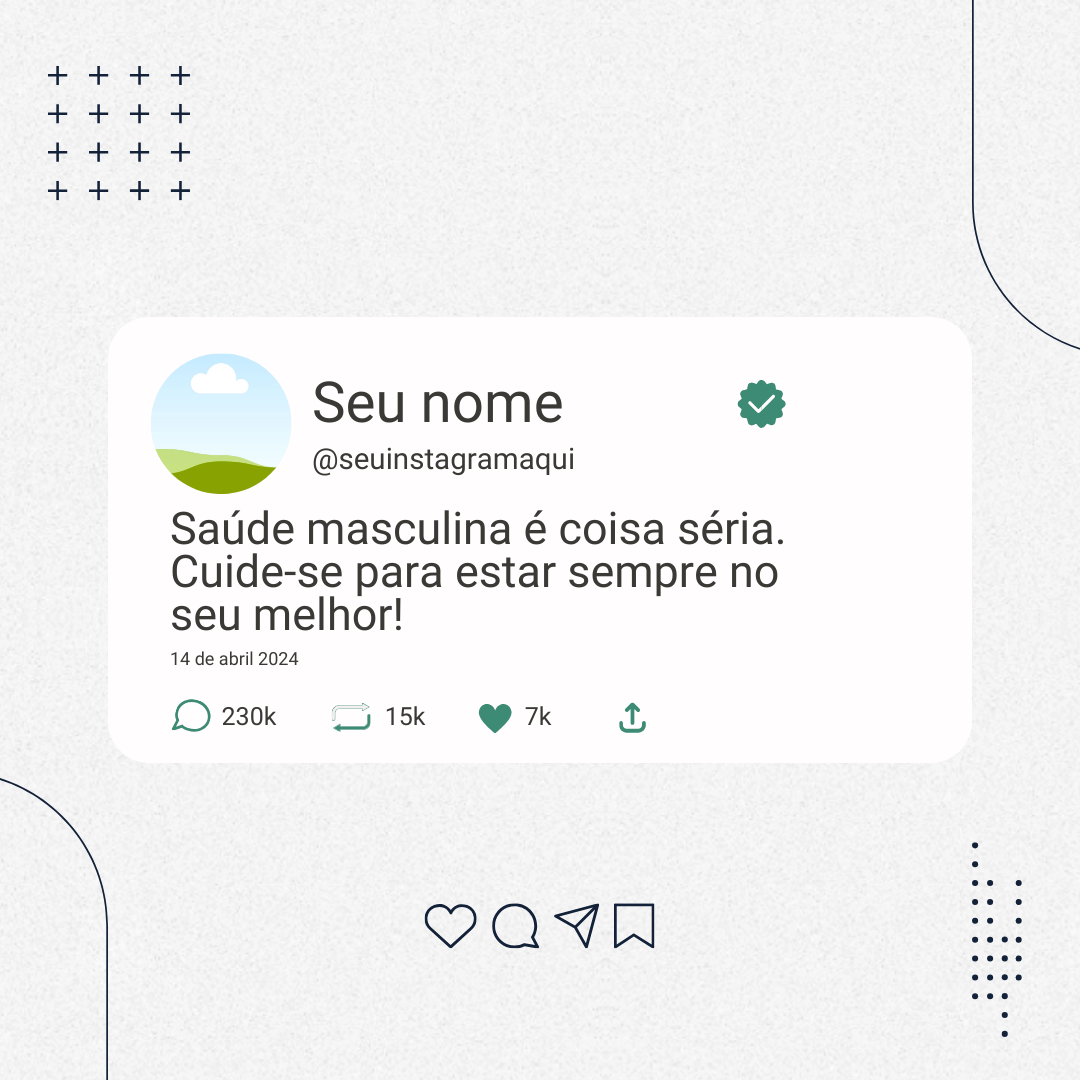 Seu nome
@seuinstagramaqui
Saúde masculina é coisa séria.
Cuide-se para estar sempre no
seu melhor!
14 de abril 2024
230k 15k 7k